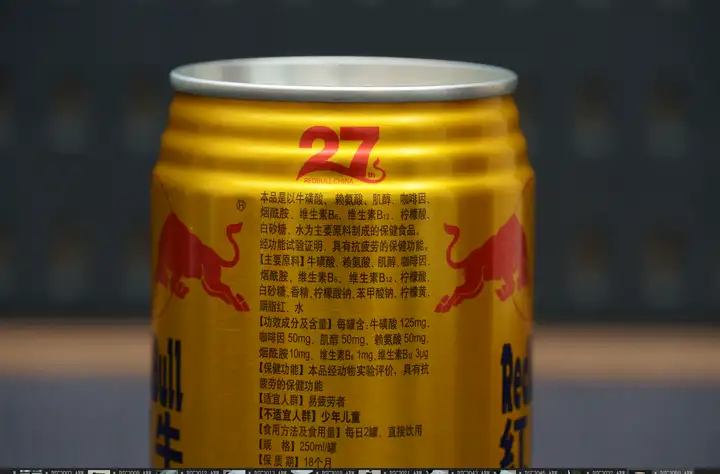 27th
REDBULL CHINA
本品是以牛磺酸、赖氨酸、肌醇、咖啡因、
烟酰胺、维生素B₆、维生素B₁₂、柠檬酸、
白砂糖、水为主要原料制成的保健食品。
经功能试验证明,具有抗疲劳的保健功能。
【主要原料】牛磺酸、赖氨酸、肌醇、咖啡因、
烟酰胺、维生素B₆、维生素B₁₂、柠檬酸、
白砂糖、香精、柠檬酸钠、苯甲酸钠、柠檬黄、
胭脂红、水
【功效成分及含量】每罐含:牛磺酸 125mg、
咖啡因 50mg、肌醇 50mg、赖氨酸 50mg、
烟酰胺10mg、维生素B₆ 1mg、维生素B₁₂ 3μg
【保健功能】本品经动物实验评价,具有抗
疲劳的保健功能
【适宜人群】易疲劳者
【不适宜人群】少年儿童
【食用方法及食用量】每日2罐,直接饮用
【规 格】250ml/罐
【保 质 期】18个月
®
Bull
牛
Red
红